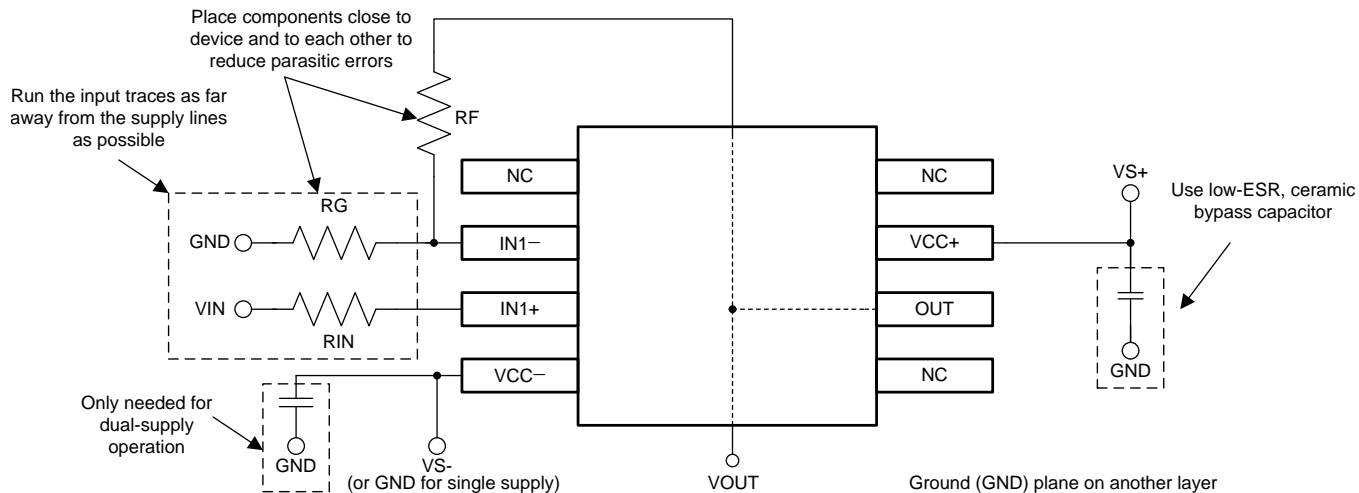 Place components close to
device and to each other to
reduce parasitic errors
Run the input traces as far
away from the supply lines
as possible
RF
NC
NC
VS+
Use low-ESR, ceramic
bypass capacitor
RG
GND
IN1−
VCC+
VIN
IN1+
OUT
RIN
VCC−
NC
GND
Only needed for
dual-supply
operation
GND
VS-
(or GND for single supply)
VOUT
Ground (GND) plane on another layer